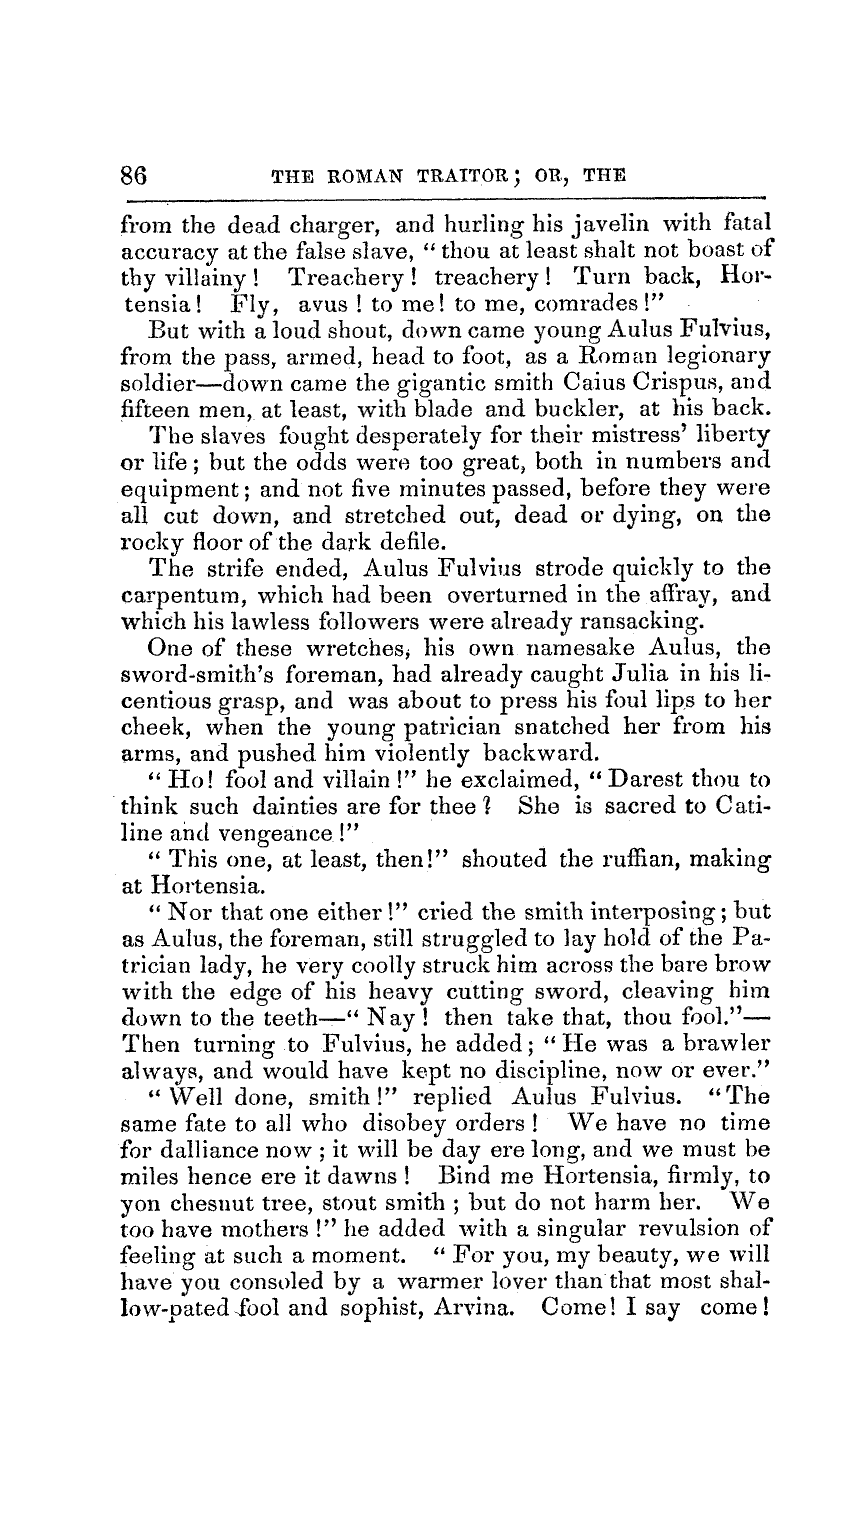 86 THE ROMAN TRAITOR; OR, THE
from the dead charger, and hurling his javelin with fatal
accuracy at the false slave, “thou at least shalt not boast of
thy villainy! Treachery! treachery! Turn back, Hor-
tensia! Fly, avus! to me! to me, comrades!”
But with a loud shout, down came young Aulus Fulvius,
from the pass, armed, head to foot, as a Roman legionary
soldier—down came the gigantic smith Caius Crispus, and
fifteen men, at least, with blade and buckler, at his back.
The slaves fought desperately for their mistress’ liberty
or life; but the odds were too great, both in numbers and
equipment; and not five minutes passed, before they were
all cut down, and stretched out, dead or dying, on the
rocky floor of the dark defile.
The strife ended, Aulus Fulvius strode quickly to the
carpentum, which had been overturned in the affray, and
which his lawless followers were already ransacking.
One of these wretches, his own namesake Aulus, the
sword-smith’s foreman, had already caught Julia in his li-
centious grasp, and was about to press his foul lips to her
cheek, when the young patrician snatched her from his
arms, and pushed him violently backward.
“Ho! fool and villain!” he exclaimed, “Darest thou to
think such dainties are for thee? She is sacred to Cati-
line and vengeance!”
“This one, at least, then!” shouted the ruffian, making
at Hortensia.
“Nor that one either!” cried the smith interposing; but
as Aulus, the foreman, still struggled to lay hold of the Pa-
trician lady, he very coolly struck him across the bare brow
with the edge of his heavy cutting sword, cleaving him
down to the teeth—“Nay! then take that, thou fool.”—
Then turning to Fulvius, he added; “He was a brawler
always, and would have kept no discipline, now or ever.”
“Well done, smith!” replied Aulus Fulvius. “The
same fate to all who disobey orders! We have no time
for dalliance now; it will be day ere long, and we must be
miles hence ere it dawns! Bind me Hortensia, firmly, to
yon chesnut tree, stout smith; but do not harm her. We
too have mothers!” he added with a singular revulsion of
feeling at such a moment. “For you, my beauty, we will
have you consoled by a warmer lover than that most shal-
low-pated fool and sophist, Arvina. Come! I say come!